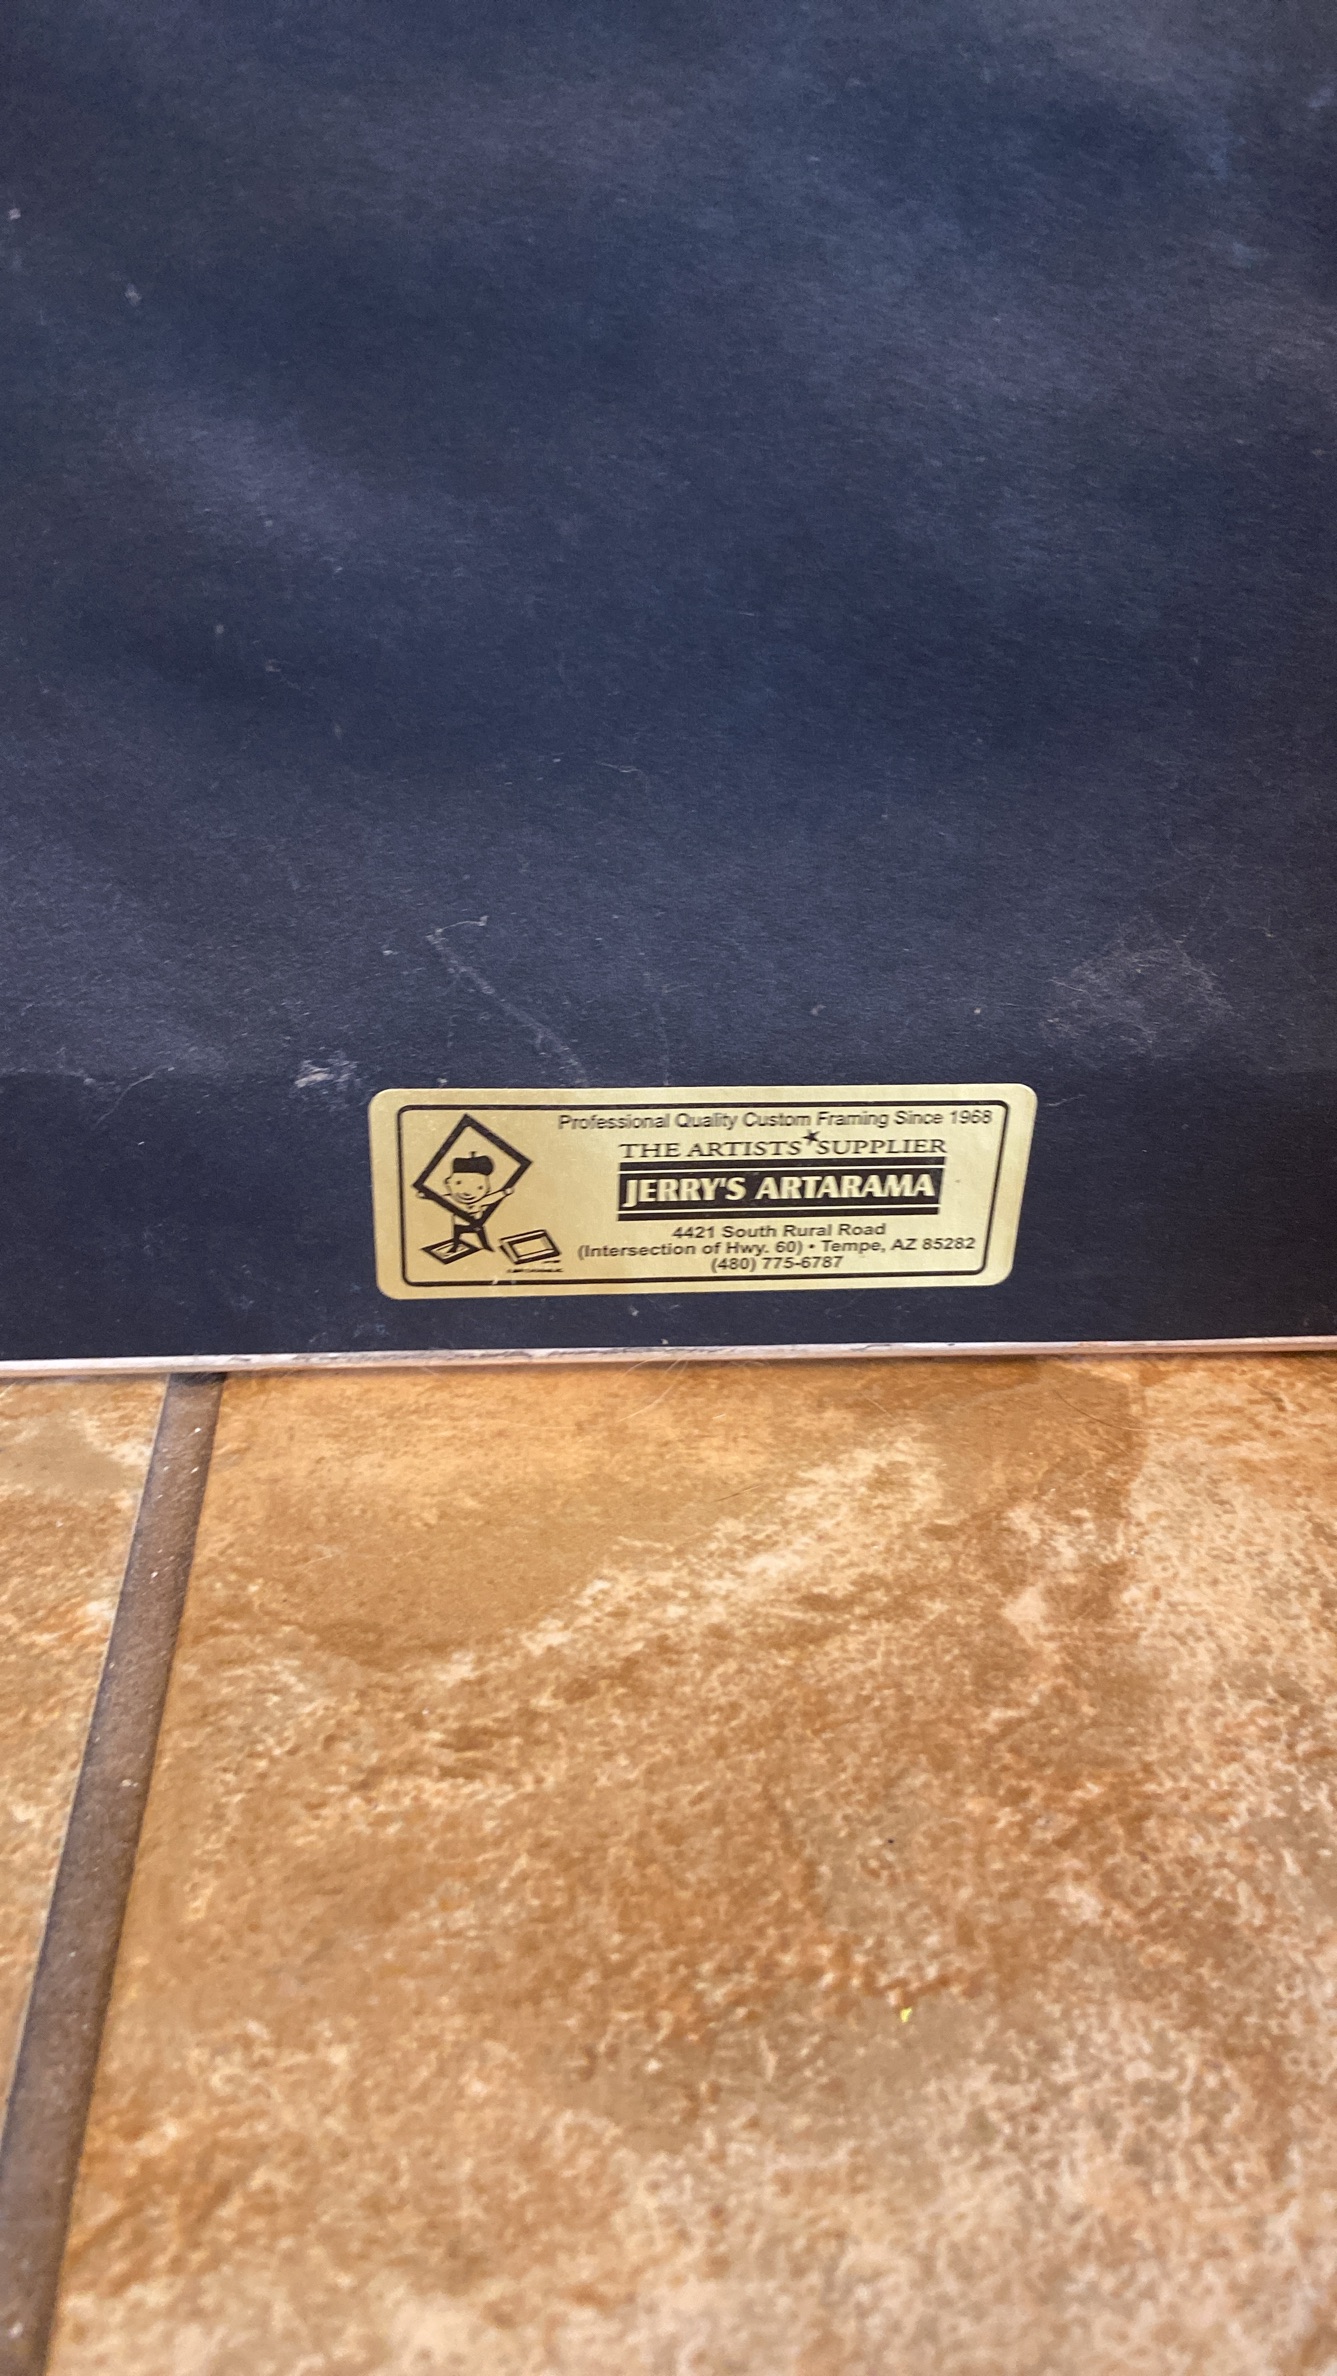 Professional Quality Custom Framing Since 1968
THE ARTISTS★SUPPLIER
JERRY'S ARTARAMA
4421 South Rural Road
(Intersection of Hwy. 60) • Tempe, AZ 85282
(480) 775-6787